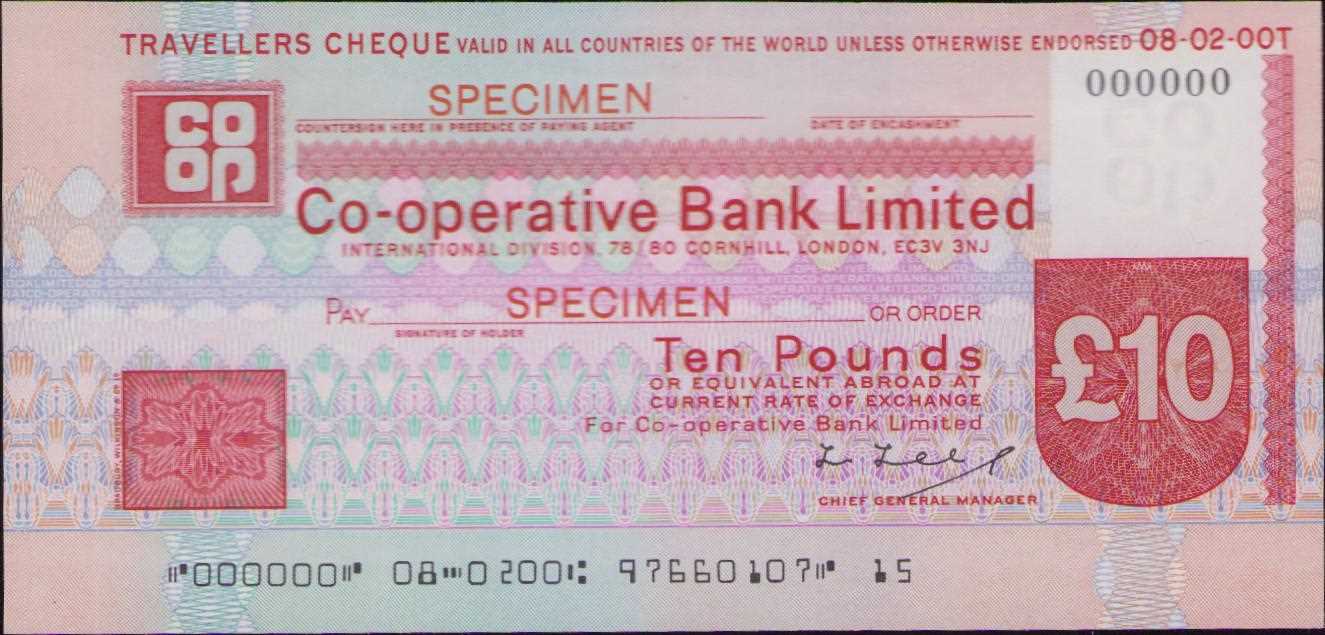 TRAVELLERS CHEQUE VALID IN ALL COUNTRIES OF THE WORLD UNLESS OTHERWISE ENDORSED 08-02-00T
000000
CO
OP
SPECIMEN
COUNTERSIGN HERE IN PRESENCE OF PAYING AGENT DATE OF ENCASHMENT
Co-operative Bank Limited
INTERNATIONAL DIVISION, 78/80 CORNHILL, LONDON, EC3V 3NJ
PAY SPECIMEN OR ORDER
SIGNATURE OF HOLDER
Ten Pounds
£10
OR EQUIVALENT ABROAD AT
CURRENT RATE OF EXCHANGE
For Co-operative Bank Limited
CHIEF GENERAL MANAGER
⑈000000⑈ 08⑉0200⑆ 97660107⑈ 15